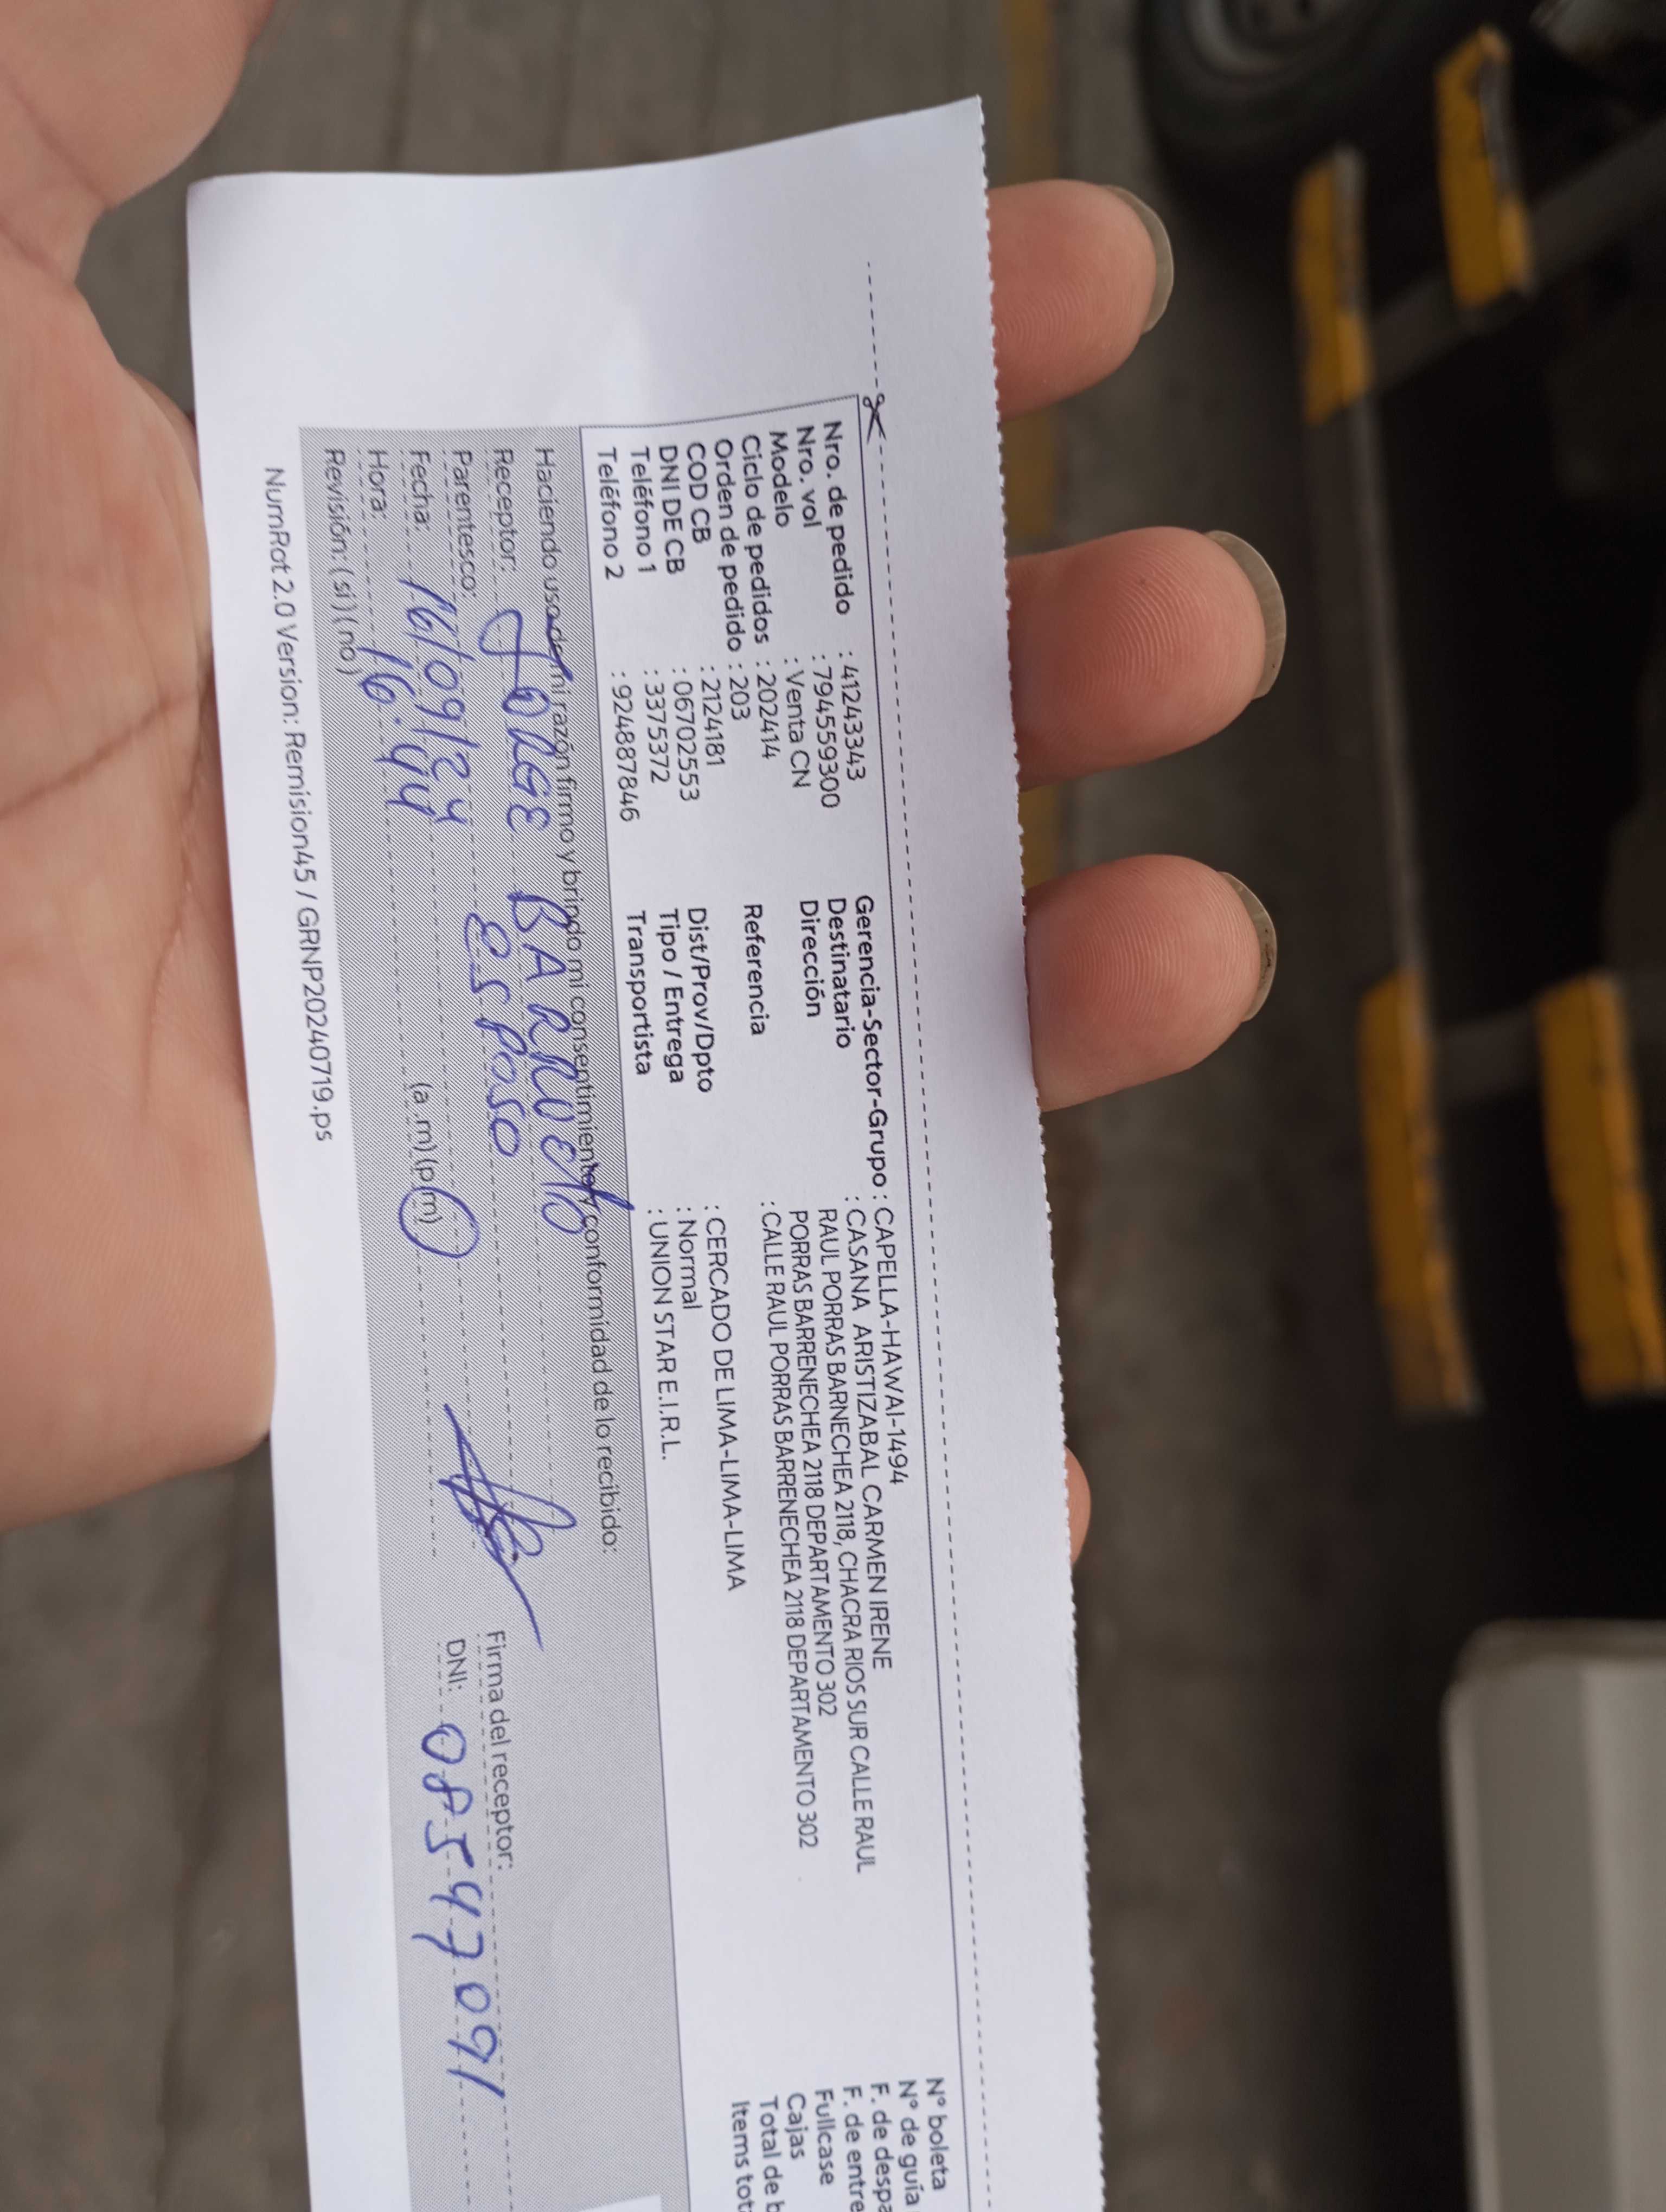 Nro. de pedido : 41243343
Nro. vol : 794559300
Modelo : Venta CN
Ciclo de pedidos : 202414
Orden de pedido : 203
COD CB : 2124181
DNI DE CB : 06702553
Teléfono 1 : 3375372
Teléfono 2 : 924887846
Gerencia-Sector-Grupo : CAPELLA-HAWAI-1494
Destinatario : CASANA ARISTIZABAL CARMEN IRENE
Dirección RAUL PORRAS BARNECHEA 2118, CHACRA RIOS SUR CALLE RAUL
PORRAS BARRENECHEA 2118 DEPARTAMENTO 302
Referencia : CALLE RAUL PORRAS BARRENECHEA 2118 DEPARTAMENTO 302
Dist/Prov/Dpto : CERCADO DE LIMA-LIMA-LIMA
Tipo / Entrega : Normal
Transportista : UNION STAR E.I.R.L.
N° boleta
N° de guía
F. de despa
F. de entre
Fullcase
Cajas
Total de b
Items tot
Haciendo uso de mi razón firmo y brindo mi consentimiento y conformidad de lo recibido:
Receptor: JORGE
Parentesco: esposo
Fecha: 16/09/24
Hora: 16:44 (a.m) (p.m)
Revisión: (si) (no)
Firma del receptor:
DNI: 08547091
NumRot 2.0 Version: Remision45 / GRNP20240719.ps